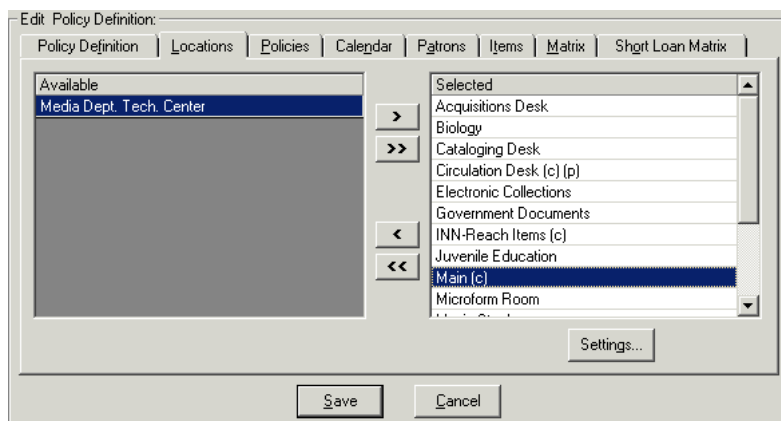 Edit Policy Definition:
Policy Definition Locations Policies Calendar Patrons Items Matrix Short Loan Matrix
Available
Media Dept. Tech. Center
>
>>
<
<<
Selected
Acquisitions Desk
Biology
Cataloging Desk
Circulation Desk (c) (p)
Electronic Collections
Government Documents
INN-Reach Items (c)
Juvenile Education
Main (c)
Microform Room
Settings...
Save Cancel